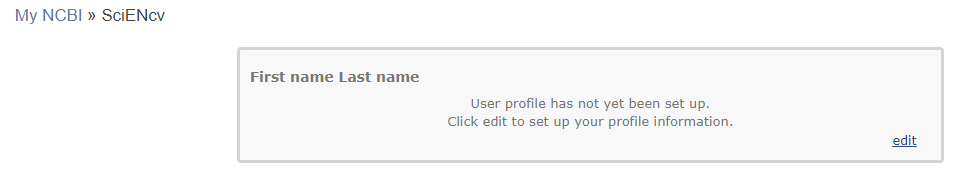 My NCBI » SciENcv
First name Last name
User profile has not yet been set up.
Click edit to set up your profile information.
edit